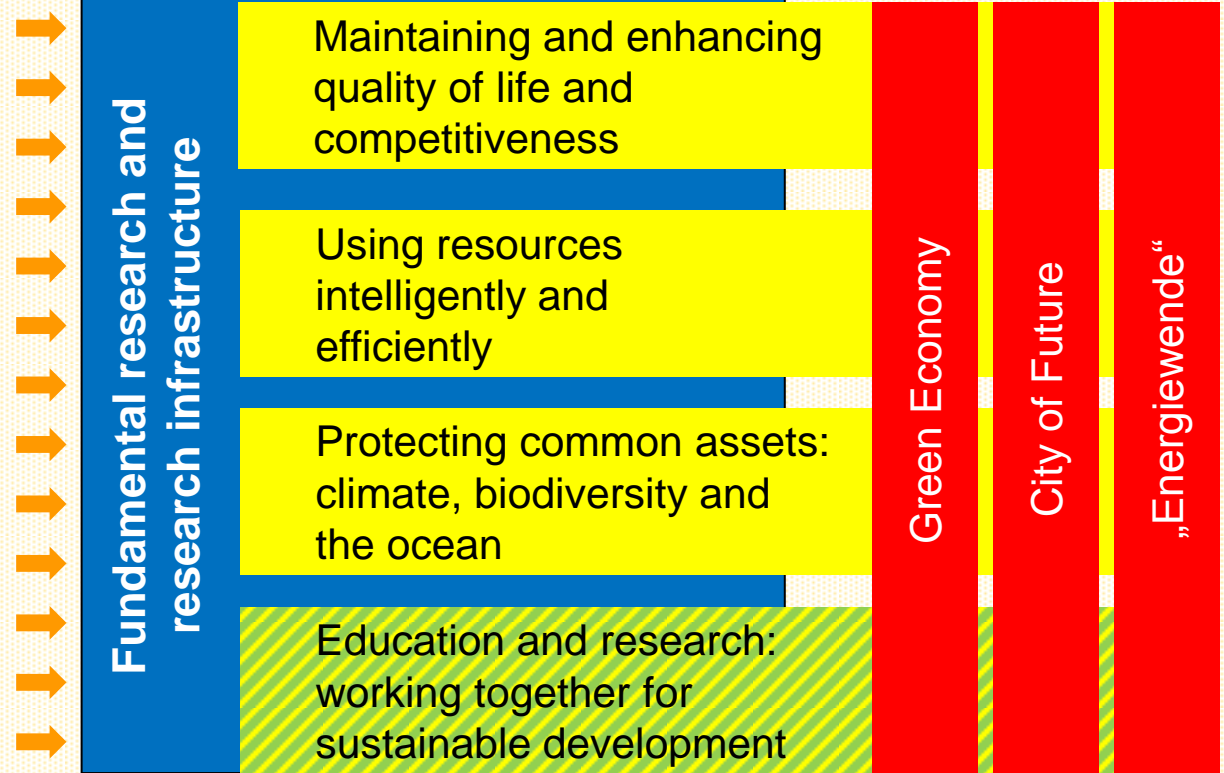 Fundamental research and
research infrastructure
Maintaining and enhancing
quality of life and
competitiveness
Using resources
intelligently and
efficiently
Protecting common assets:
climate, biodiversity and
the ocean
Education and research:
working together for
sustainable development
Green Economy
City of Future
„Energiewende“